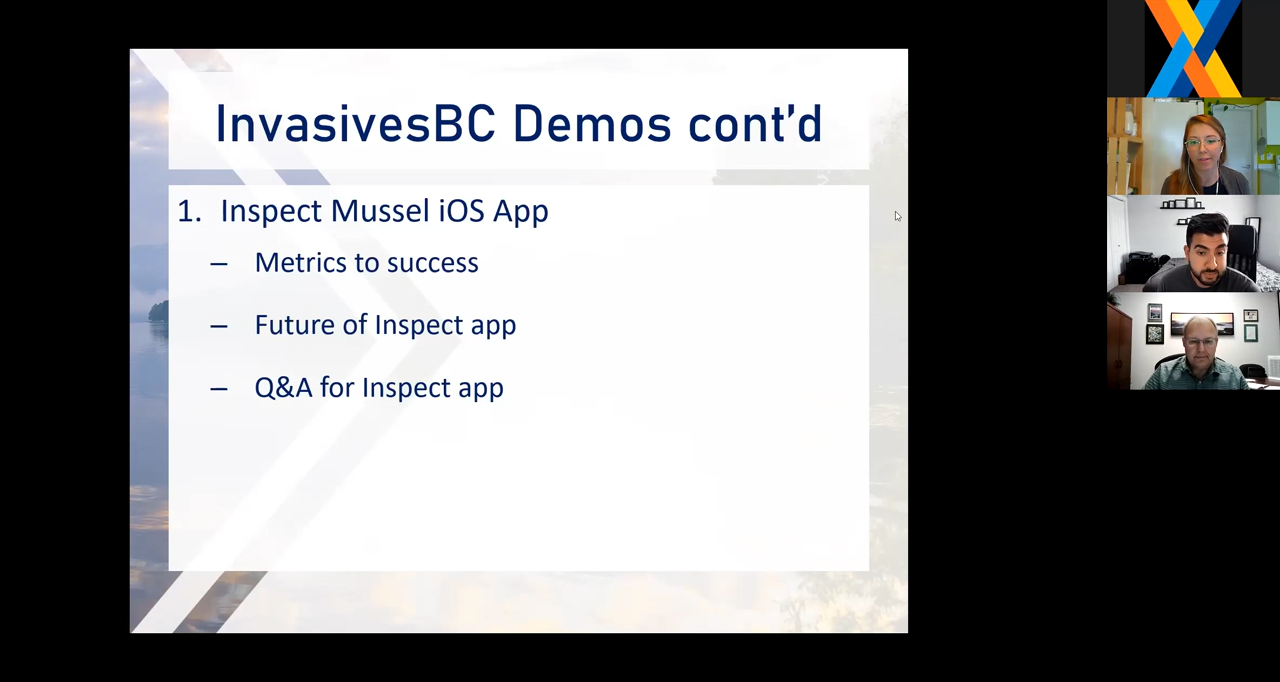 InvasivesBC Demos cont'd
1. Inspect Mussel iOS App
– Metrics to success
– Future of Inspect app
– Q&A for Inspect app